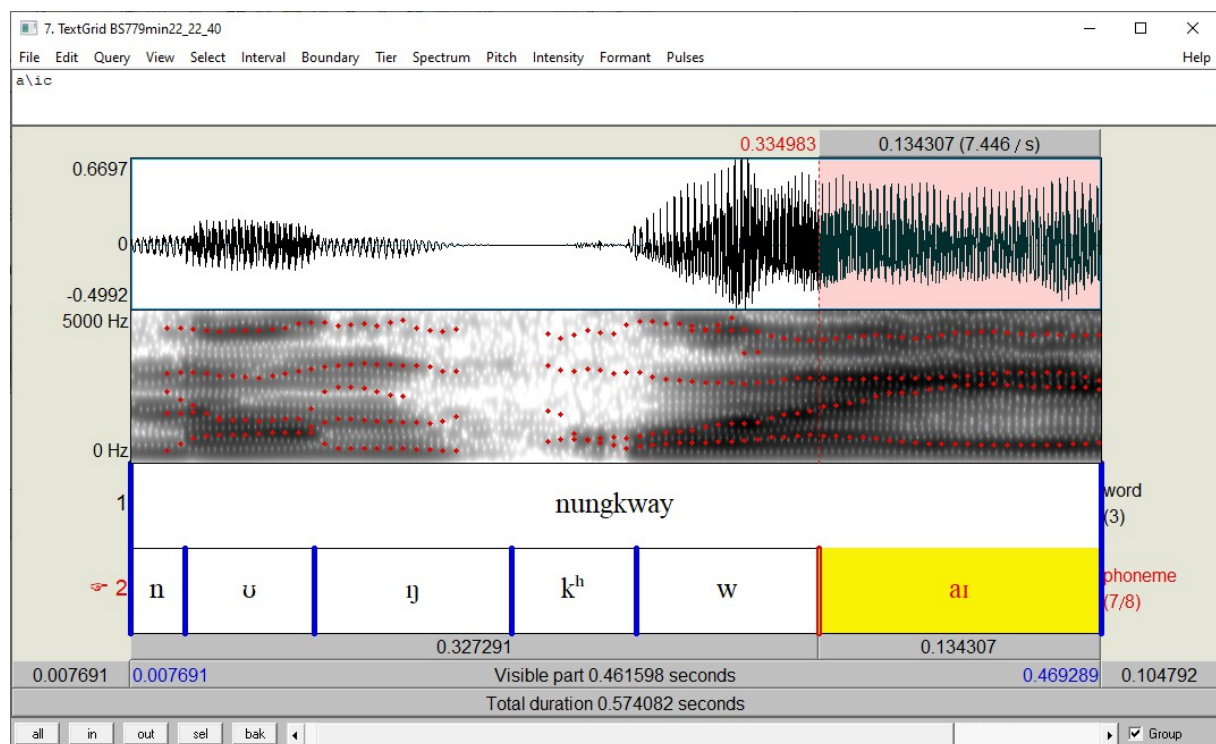 7. TextGrid BS779min22_22_40
File Edit Query View Select Interval Boundary Tier Spectrum Pitch Intensity Formant Pulses Help
a\ic
0.334983 0.134307 (7.446 / s)
0.6697
0
-0.4992
5000 Hz
0 Hz
1 nungkway word
(3)
☞ 2 n ʊ ŋ kʰ w aɪ phoneme
(7/8)
0.327291 0.134307
0.007691 0.007691 Visible part 0.461598 seconds 0.469289 0.104792
Total duration 0.574082 seconds
all in out sel bak Group